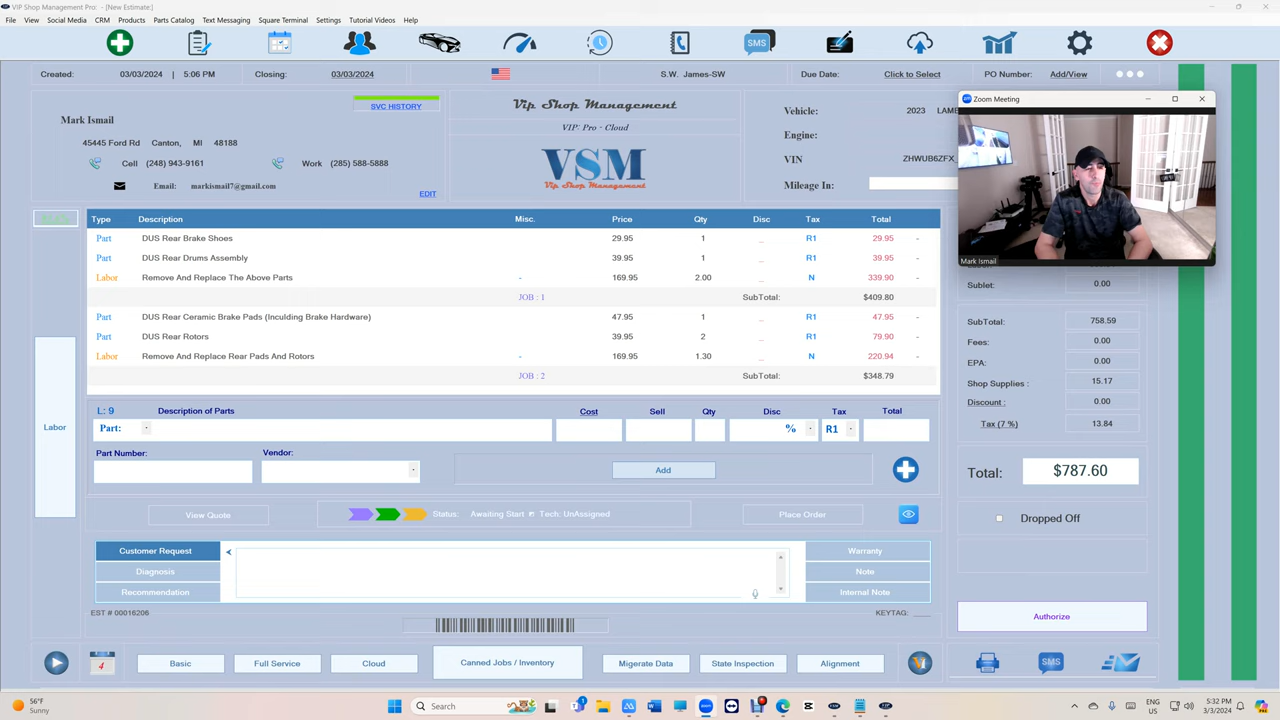 VIP Shop Management Pro: - [New Estimate:]
File View Social Media CRM Products Parts Catalog Text Messaging Square Terminal Settings Tutorial Videos Help
SMS
Created: 03/03/2024 | 5:06 PM Closing: 03/03/2024 S.W. James-SW Due Date: Click to Select PO Number: Add/View
SVC HISTORY
Mark Ismail
45445 Ford Rd Canton, MI 48188
Cell (248) 943-9161 Work (285) 588-5888
Email: markismail7@gmail.com
EDIT
Vip Shop Management
VIP: Pro - Cloud
VSM
Vip Shop Management
Vehicle: 2023 LAMB
Engine:
VIN ZHWUB6ZFX
Mileage In:
Zoom Meeting
Mark Ismail
Type Description Misc. Price Qty Disc Tax Total
Part DUS Rear Brake Shoes 29.95 1 _ R1 29.95 -
Part DUS Rear Drums Assembly 39.95 1 _ R1 39.95 -
Labor Remove And Replace The Above Parts - 169.95 2.00 N 339.90 -
JOB : 1 SubTotal: $409.80
Part DUS Rear Ceramic Brake Pads (Inculding Brake Hardware) 47.95 1 _ R1 47.95 -
Part DUS Rear Rotors 39.95 2 _ R1 79.90 -
Labor Remove And Replace Rear Pads And Rotors - 169.95 1.30 _ N 220.94 -
JOB : 2 SubTotal: $348.79
Labor
L: 9 Description of Parts Cost Sell Qty Disc Tax Total
Part: % R1
Part Number: Vendor:
Add
View Quote Status: Awaiting Start Tech: UnAssigned Place Order
Customer Request
Diagnosis
Recommendation
Warranty
Note
Internal Note
EST # 00016206 KEYTAG: ____
Sublet: 0.00
SubTotal: 758.59
Fees: 0.00
EPA: 0.00
Shop Supplies : 15.17
Discount : 0.00
Tax (7 %) 13.84
Total: $787.60
Dropped Off
Authorize
4 Basic Full Service Cloud Canned Jobs / Inventory Migerate Data State Inspection Alignment SMS
56°F
Sunny
Search
ENG
US
5:32 PM
3/3/2024